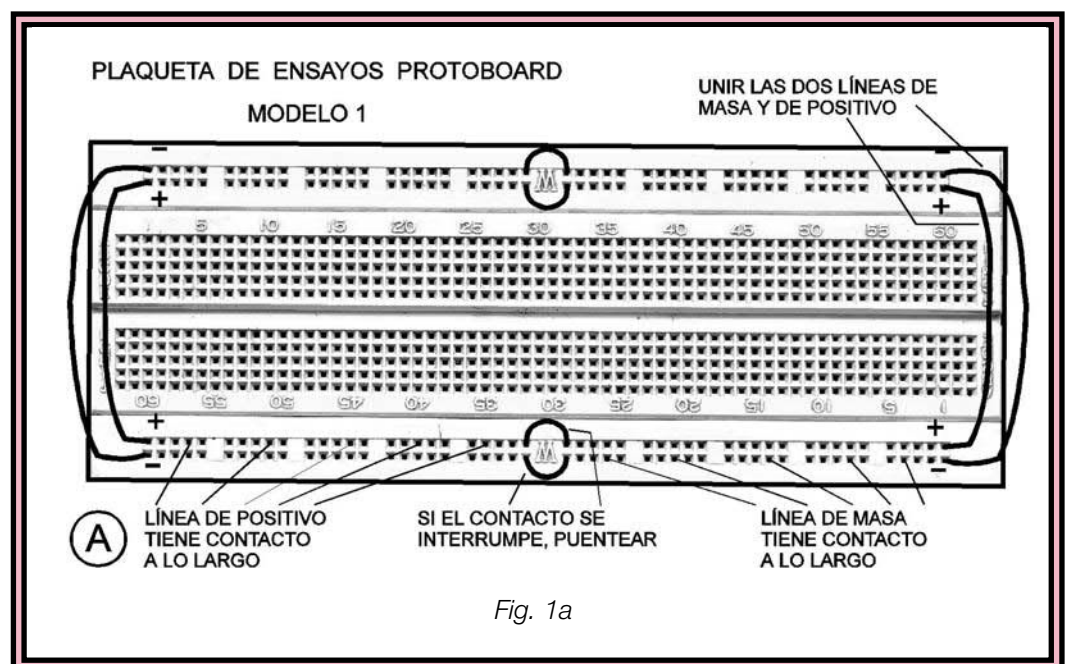 PLAQUETA DE ENSAYOS PROTOBOARD
MODELO 1
UNIR LAS DOS LÍNEAS DE
MASA Y DE POSITIVO
- -
+ +
1 5 10 15 20 25 30 35 40 45 50 55 60
W
60 55 50 45 40 35 30 25 20 15 10 5 1
+ +
W
- -
A
LÍNEA DE POSITIVO
TIENE CONTACTO
A LO LARGO
SI EL CONTACTO SE
INTERRUMPE, PUENTEAR
LÍNEA DE MASA
TIENE CONTACTO
A LO LARGO
Fig. 1a